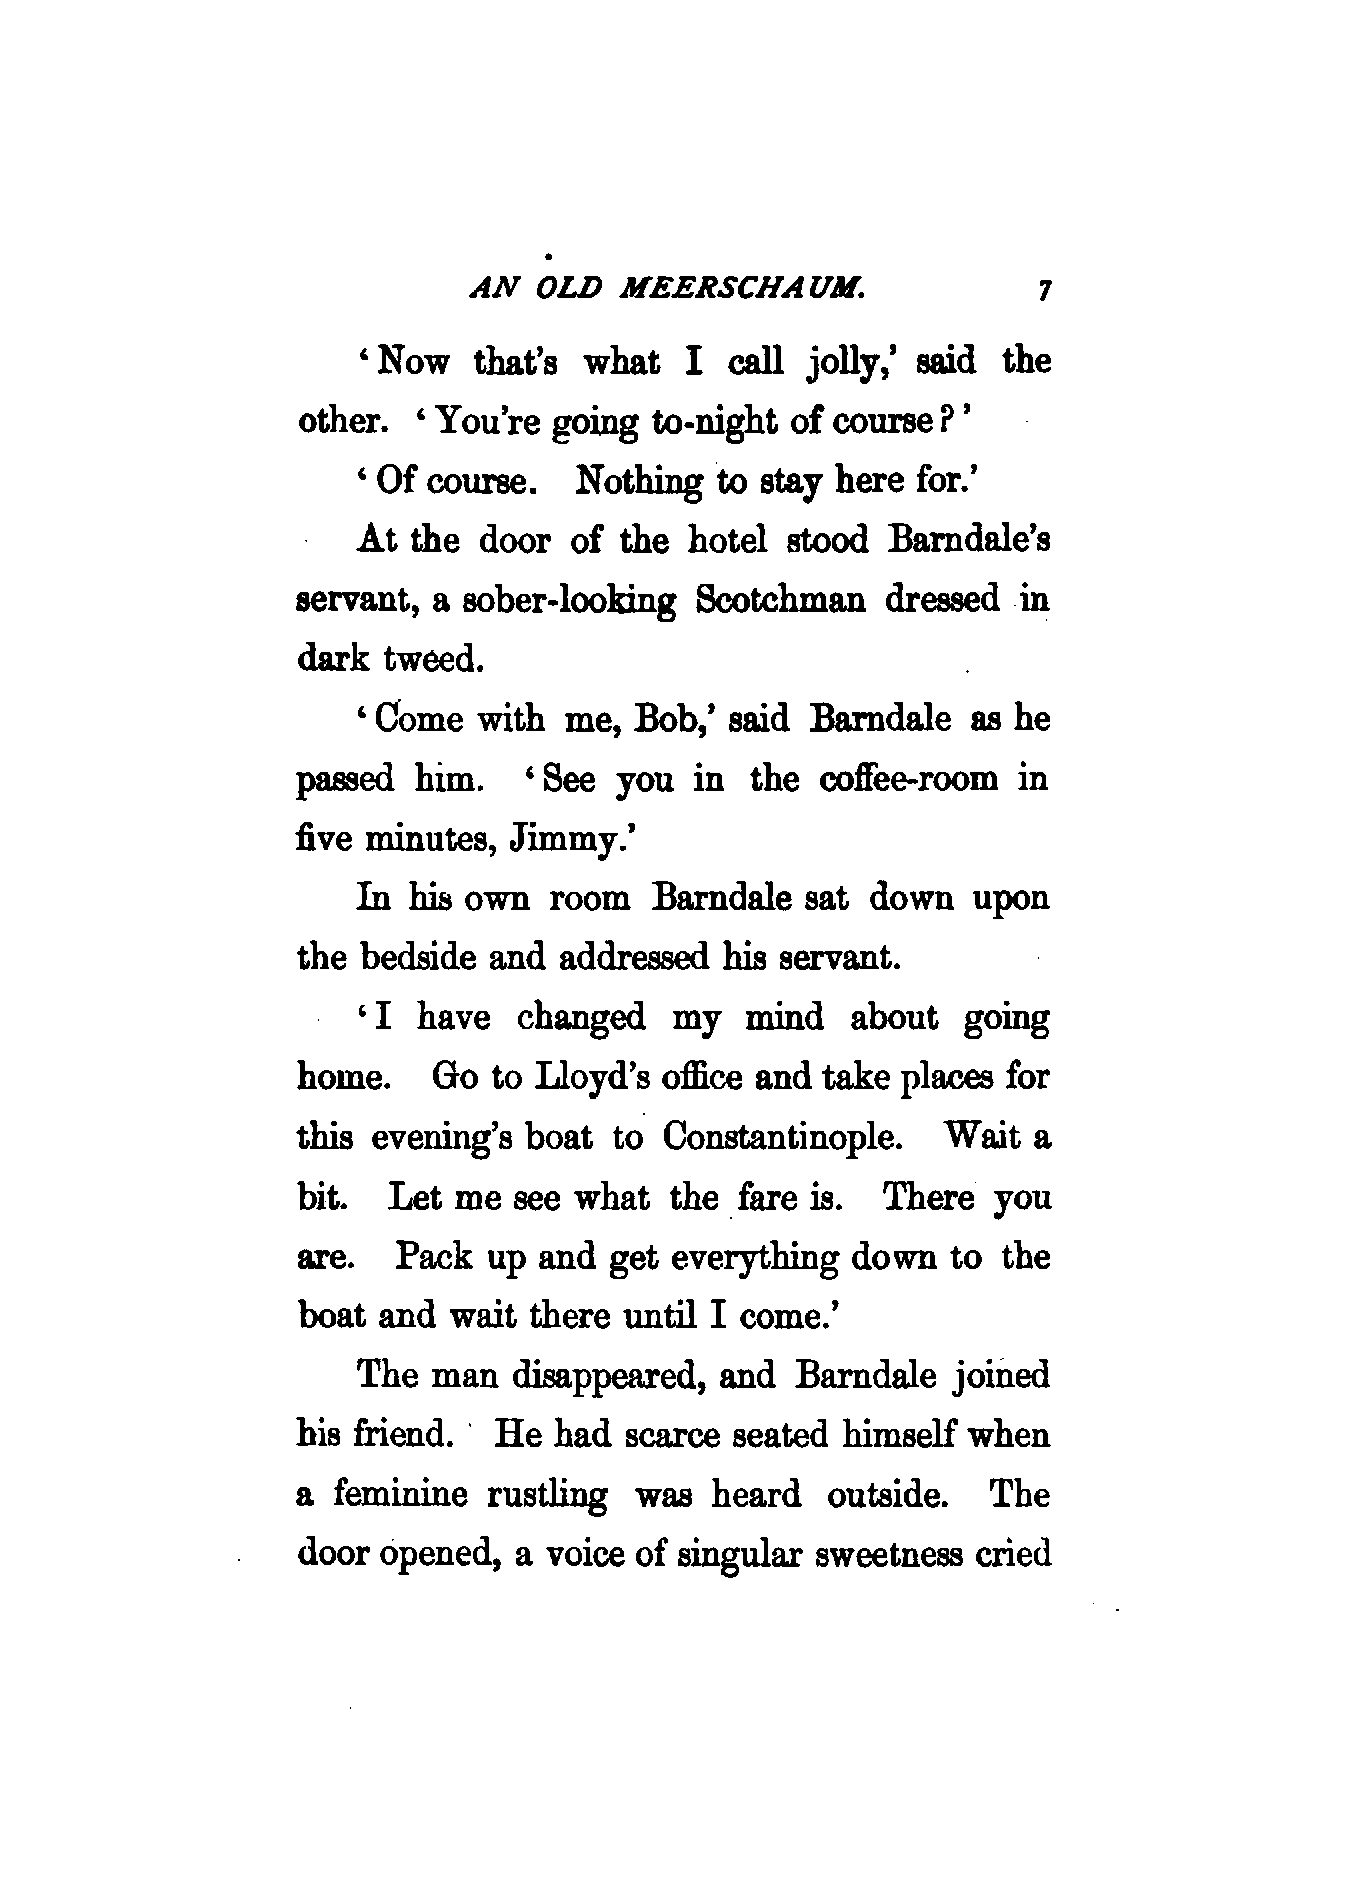 AN OLD MEERSCHAUM. 7
‘Now that’s what I call jolly,’ said the
other. ‘You’re going to-night of course?’
‘Of course. Nothing to stay here for.’
At the door of the hotel stood Barndale’s
servant, a sober-looking Scotchman dressed in
dark tweed.
‘Come with me, Bob,’ said Barndale as he
passed him. ‘See you in the coffee-room in
five minutes, Jimmy.’
In his own room Barndale sat down upon
the bedside and addressed his servant.
‘I have changed my mind about going
home. Go to Lloyd’s office and take places for
this evening’s boat to Constantinople. Wait a
bit. Let me see what the fare is. There you
are. Pack up and get everything down to the
boat and wait there until I come.’
The man disappeared, and Barndale joined
his friend. He had scarce seated himself when
a feminine rustling was heard outside. The
door opened, a voice of singular sweetness cried